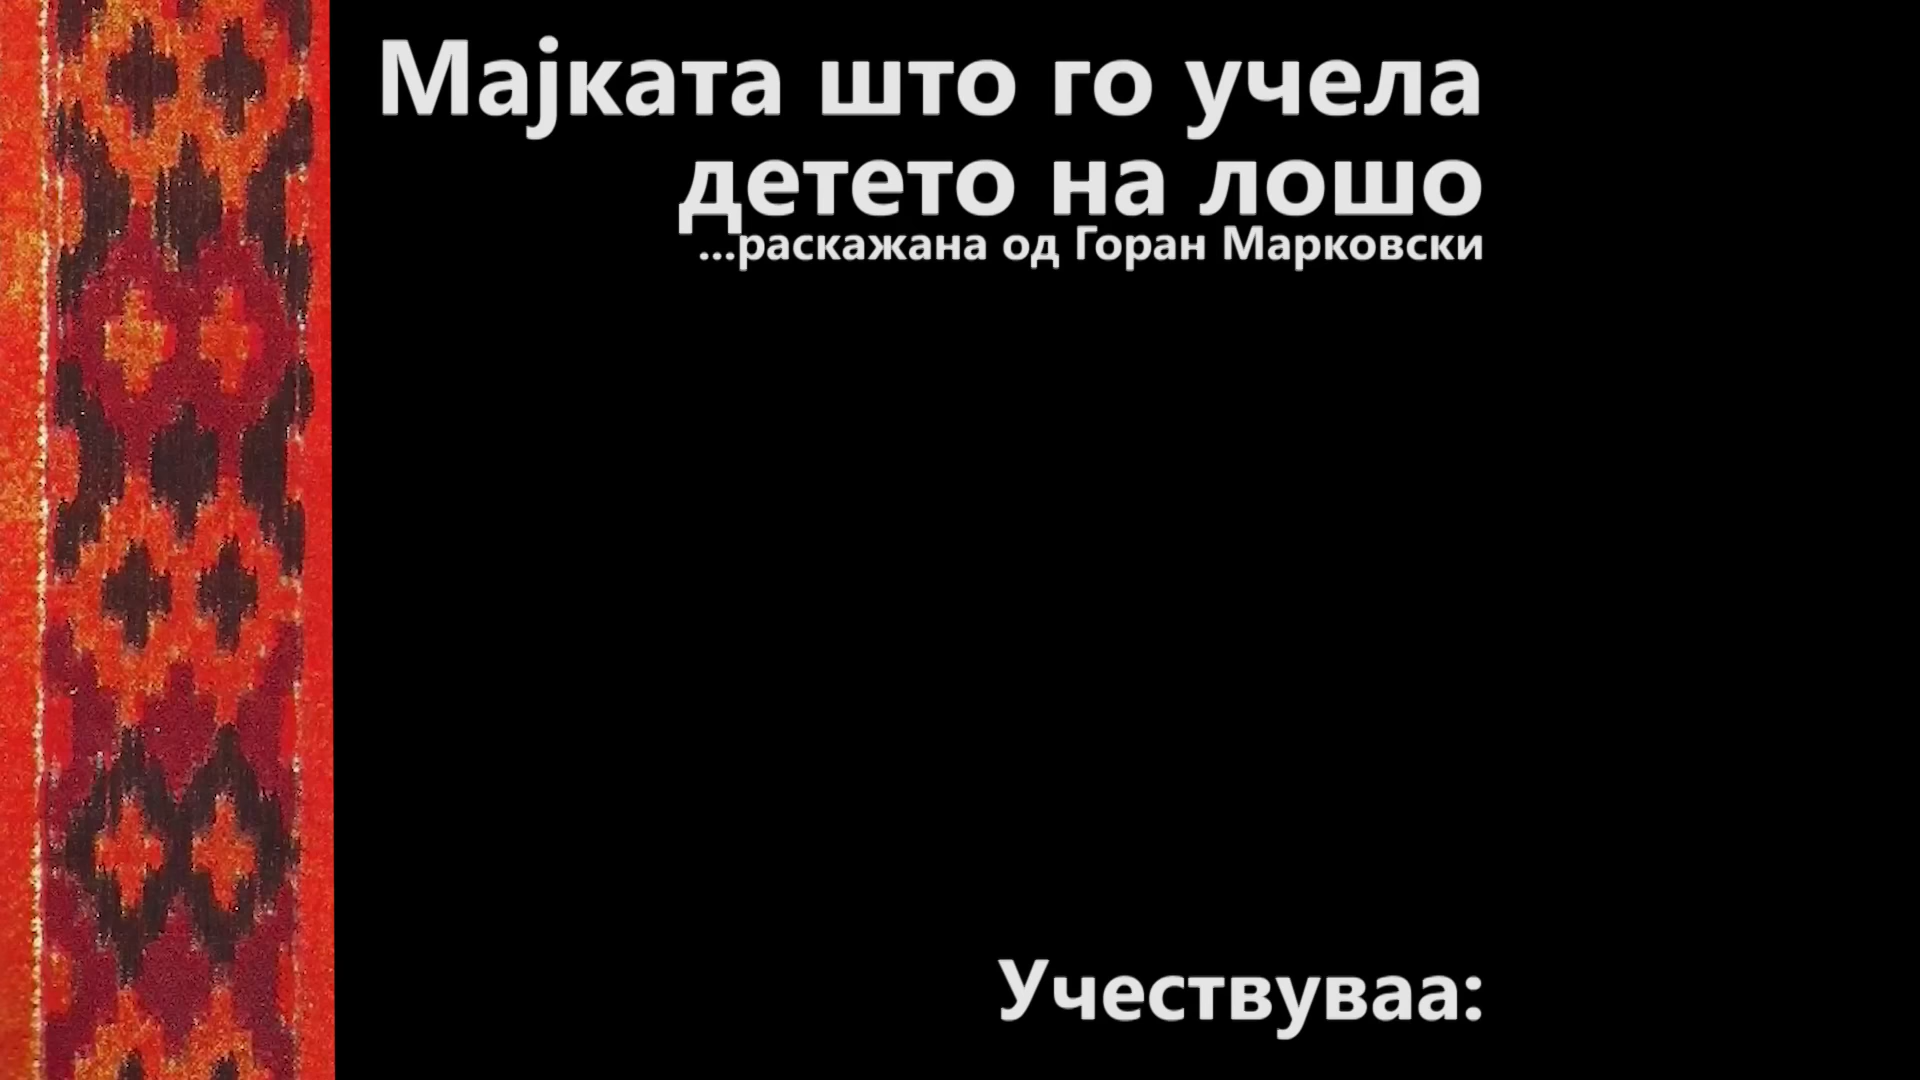 Мајката што го учела
детето на лошо
...раскажана од Горан Марковски
Учествуваа: